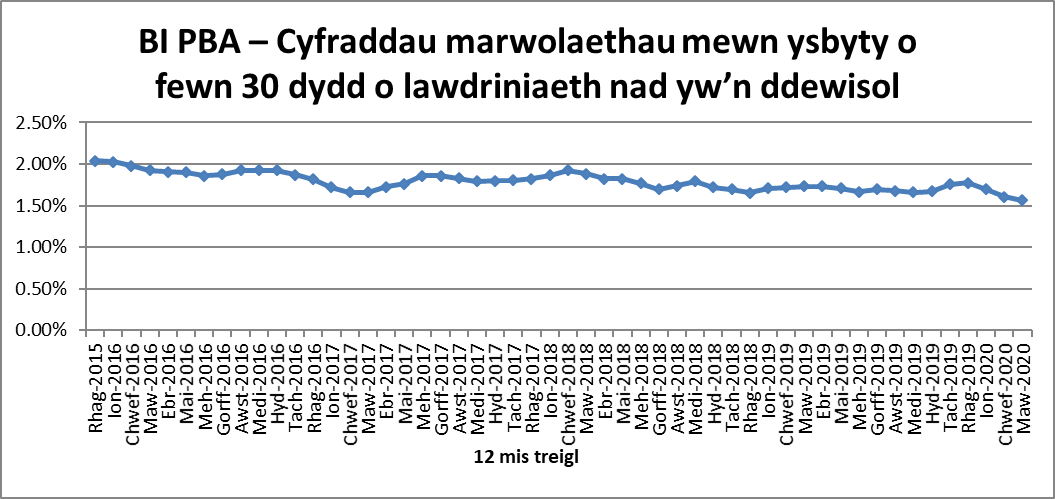 BI PBA – Cyfraddau marwolaethau mewn ysbyty o
fewn 30 dydd o lawdriniaeth nad yw’n ddewisol
2.50%
2.00%
1.50%
1.00%
0.50%
0.00%
Rhag-2015
Ion-2016
Chwef-2016
Maw-2016
Ebr-2016
Mai-2016
Meh-2016
Gorff-2016
Awst-2016
Medi-2016
Hyd-2016
Tach-2016
Rhag-2016
Ion-2017
Chwef-2017
Maw-2017
Ebr-2017
Mai-2017
Meh-2017
Gorff-2017
Awst-2017
Medi-2017
Hyd-2017
Tach-2017
Rhag-2017
Ion-2018
Chwef-2018
Maw-2018
Ebr-2018
Mai-2018
Meh-2018
Gorff-2018
Awst-2018
Medi-2018
Hyd-2018
Tach-2018
Rhag-2018
Ion-2019
Chwef-2019
Maw-2019
Ebr-2019
Mai-2019
Meh-2019
Gorf-2019
Awst-2019
Medi-2019
Hyd-2019
Tach-2019
Rhag-2019
Ion-2020
Chwef-2020
Maw-2020
12 mis treigl